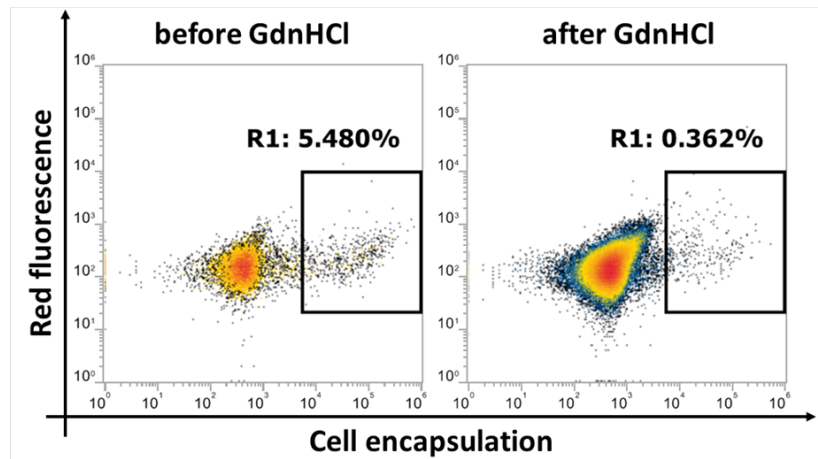 before GdnHCl
after GdnHCl
Red fluorescence
10⁶
10⁵
10⁴
10³
10²
10¹
10⁰
R1: 5.480%
10⁰ 10¹ 10² 10³ 10⁴ 10⁵ 10⁶
10⁶
10⁵
10⁴
10³
10²
10¹
10⁰
R1: 0.362%
10⁰ 10¹ 10² 10³ 10⁴ 10⁵ 10⁶
Cell encapsulation